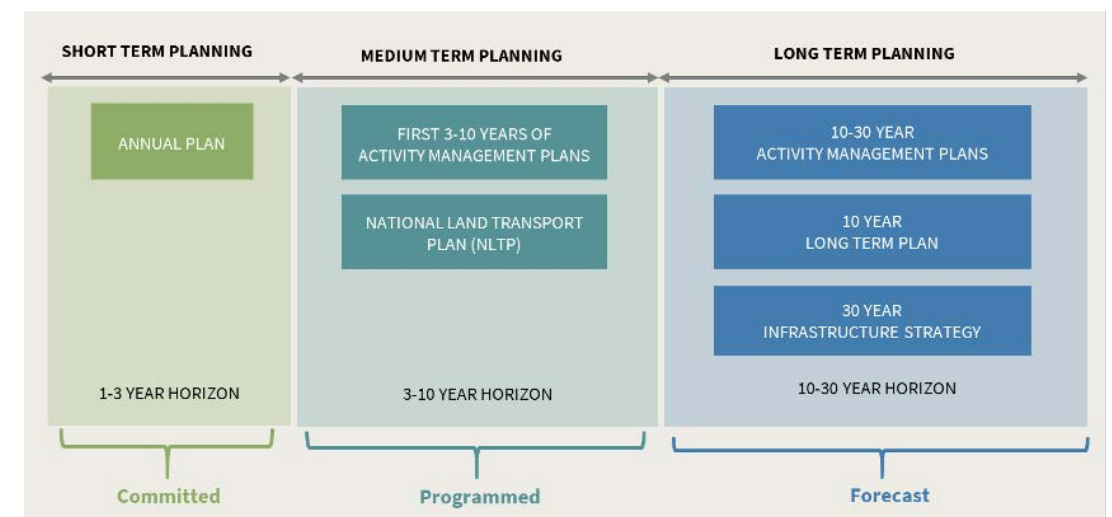 SHORT TERM PLANNING
MEDIUM TERM PLANNING
LONG TERM PLANNING
ANNUAL PLAN
FIRST 3-10 YEARS OF
ACTIVITY MANAGEMENT PLANS
10-30 YEAR
ACTIVITY MANAGEMENT PLANS
NATIONAL LAND TRANSPORT
PLAN (NLTP)
10 YEAR
LONG TERM PLAN
30 YEAR
INFRASTRUCTURE STRATEGY
1-3 YEAR HORIZON
3-10 YEAR HORIZON
10-30 YEAR HORIZON
Committed
Programmed
Forecast